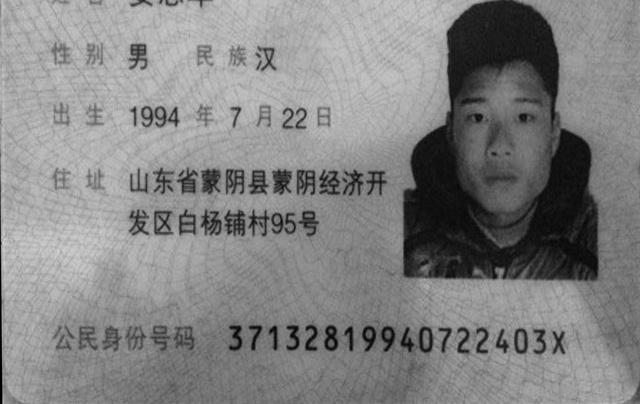 性别 男 民族 汉
出生 1994 年 7 月 22 日
住址 山东省蒙阴县蒙阴经济开
发区白杨铺村95号
公民身份号码 37132819940722403X